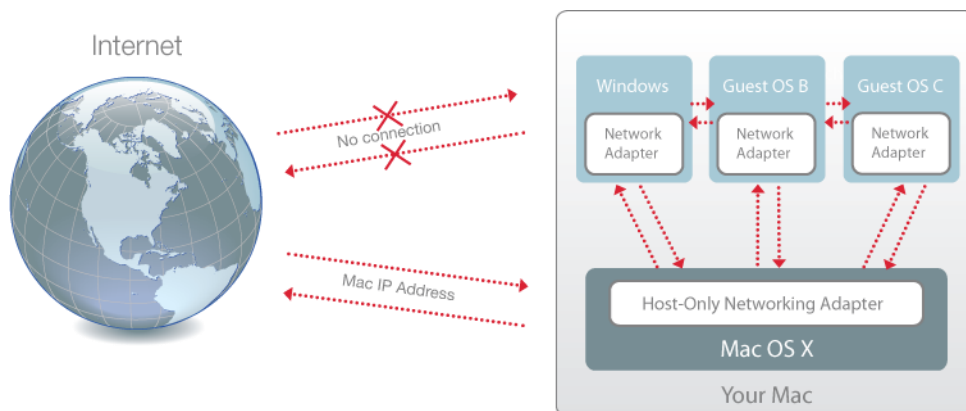 Internet
No connection
Mac IP Address
Windows
Guest OS B
Guest OS C
Network
Adapter
Network
Adapter
Network
Adapter
Host-Only Networking Adapter
Mac OS X
Your Mac